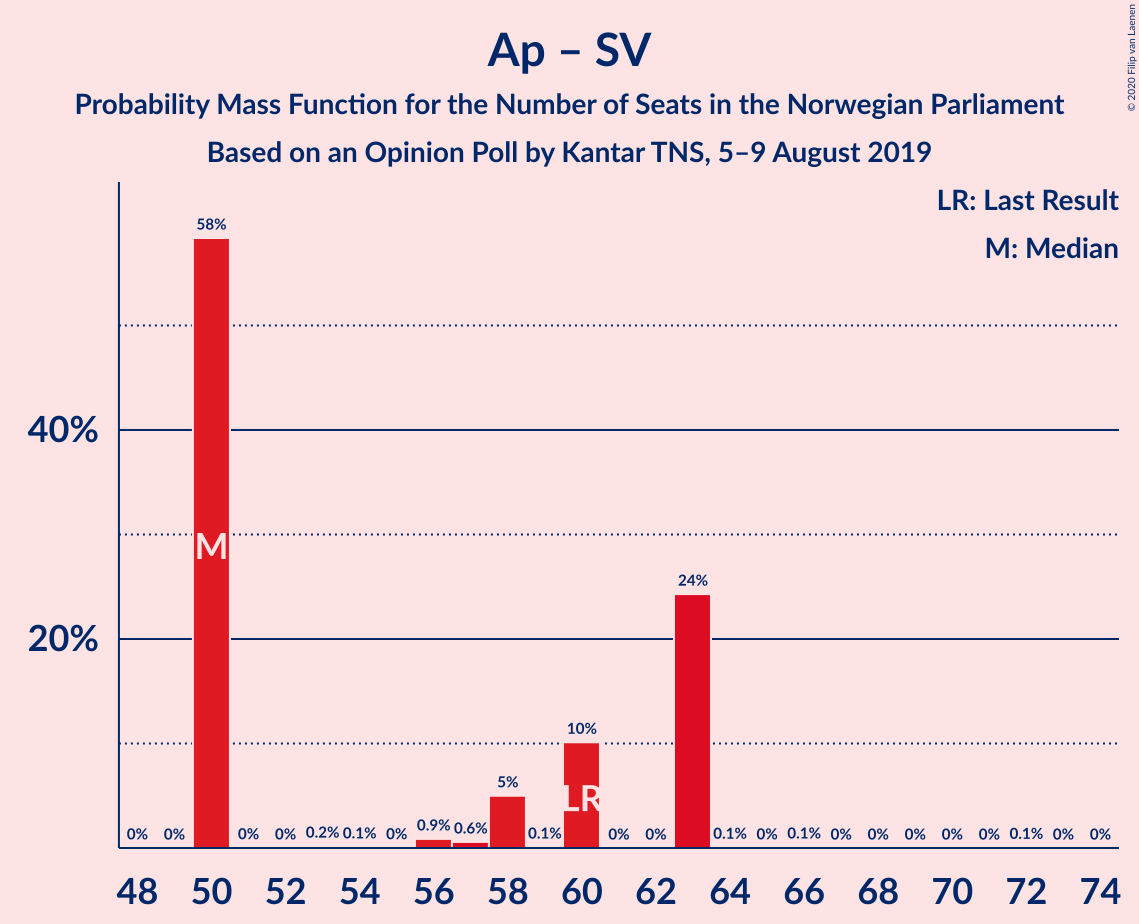 Ap – SV
Probability Mass Function for the Number of Seats in the Norwegian Parliament
Based on an Opinion Poll by Kantar TNS, 5–9 August 2019
© 2020 Filip van Laenen
LR: Last Result
M: Median
58%
40%
M
24%
20%
10%
5%
LR
0% 0% 0% 0% 0.2% 0.1% 0% 0.9% 0.6% 0.1% 0% 0% 0.1% 0% 0.1% 0% 0% 0% 0% 0% 0.1% 0% 0%
48 50 52 54 56 58 60 62 64 66 68 70 72 74